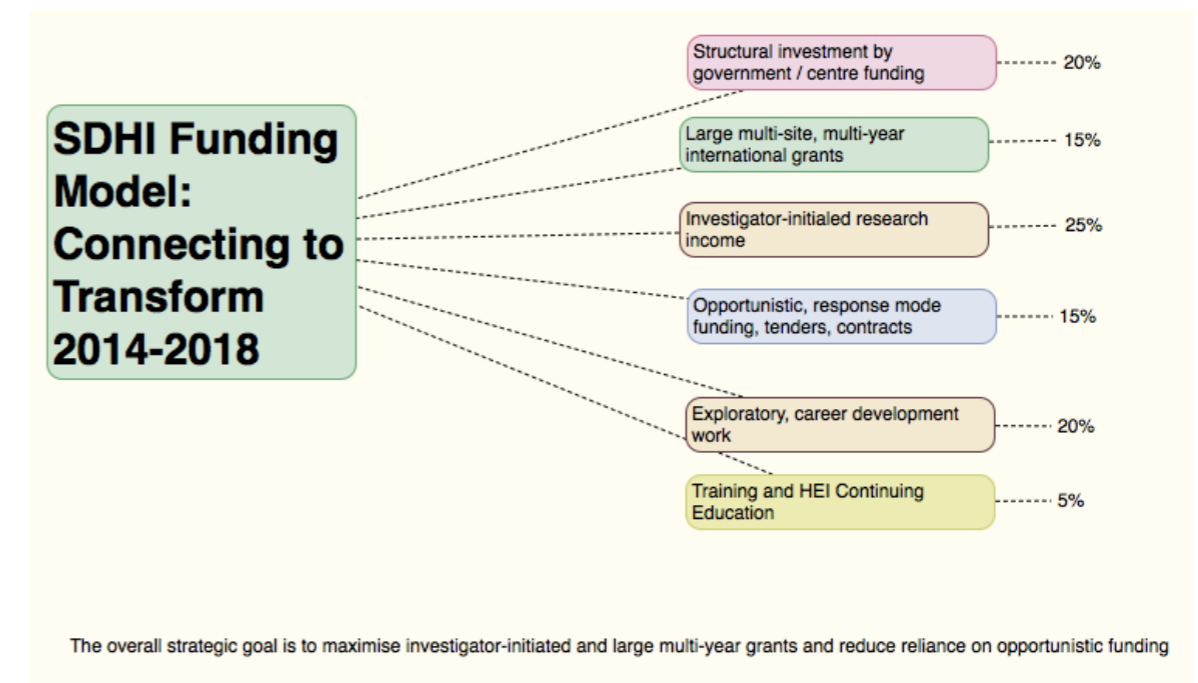 SDHI Funding
Model:
Connecting to
Transform
2014-2018
Structural investment by
government / centre funding
20%
Large multi-site, multi-year
international grants
15%
Investigator-initialed research
income
25%
Opportunistic, response mode
funding, tenders, contracts
15%
Exploratory, career development
work
20%
Training and HEI Continuing
Education
5%
The overall strategic goal is to maximise investigator-initiated and large multi-year grants and reduce reliance on opportunistic funding